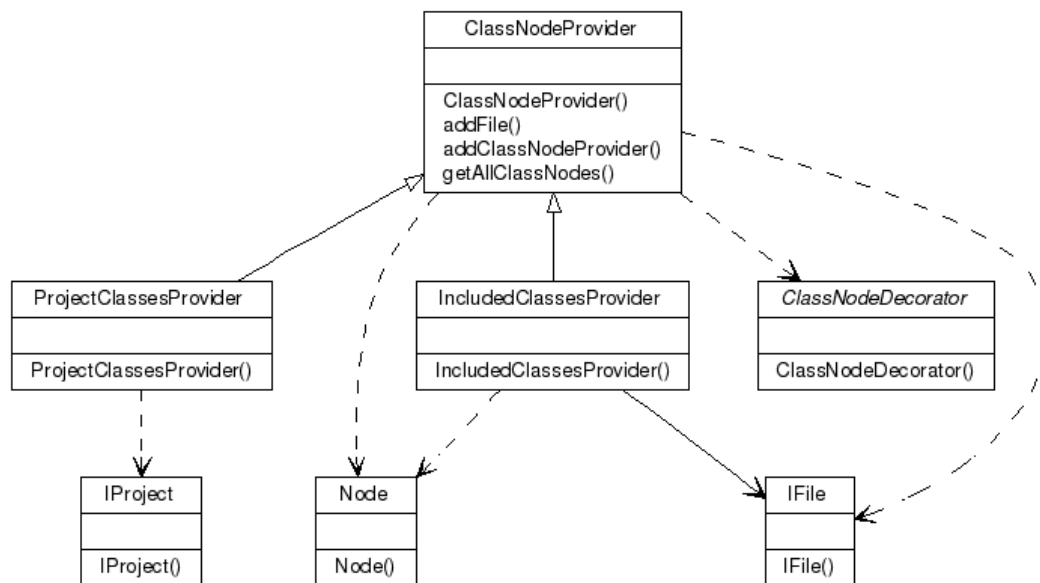 ClassNodeProvider
ClassNodeProvider()
addFile()
addClassNodeProvider()
getAllClassNodes()
ProjectClassesProvider
ProjectClassesProvider()
IncludedClassesProvider
IncludedClassesProvider()
ClassNodeDecorator
ClassNodeDecorator()
IProject
IProject()
Node
Node()
IFile
IFile()